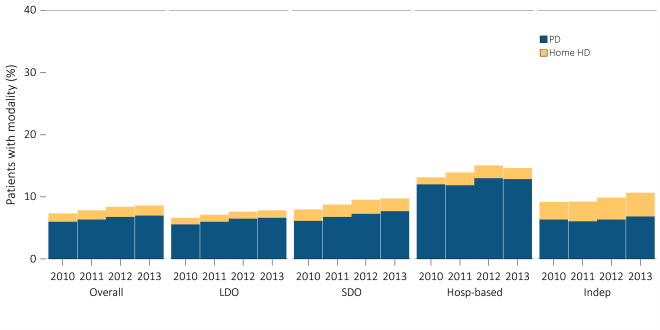 Patients with modality (%)
40
30
20
10
0
PD
Home HD
2010 2011 2012 2013 2010 2011 2012 2013 2010 2011 2012 2013 2010 2011 2012 2013 2010 2011 2012 2013
Overall LDO SDO Hosp-based Indep